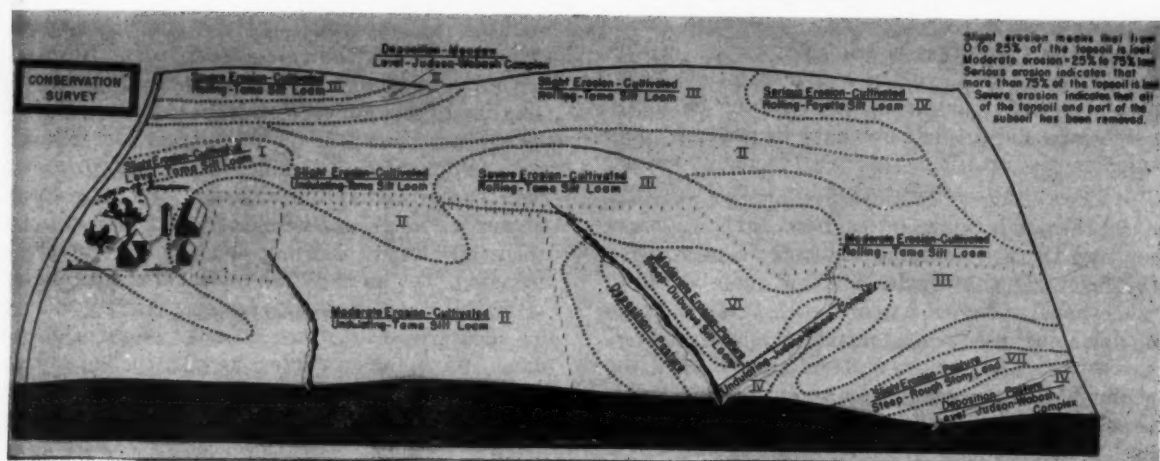 CONSERVATION
SURVEY
Slight erosion means that from
0 to 25% of the topsoil is lost.
Moderate erosion = 25% to 75% lost
Serious erosion indicates that
more than 75% of the topsoil is lost
Severe erosion indicates that all
of the topsoil and part of the
subsoil has been removed.
Deposition-Meadow
Level-Judson-Wabash Complex
II
Severe Erosion-Cultivated
Rolling-Tama Silt Loam
III
Slight Erosion-Cultivated
Rolling-Tama Silt Loam
III
Serious Erosion-Cultivated
Rolling-Fayette Silt Loam
IV
II
Slight Erosion-Cultivated
Level-Tama Silt Loam
I
Slight Erosion-Cultivated
Undulating-Tama Silt Loam
II
Severe Erosion-Cultivated
Rolling-Tama Silt Loam
III
Moderate Erosion-Cultivated
Rolling-Tama Silt Loam
III
Moderate Erosion-Cultivated
Undulating-Tama Silt Loam
II
Deposition-Pasture
Moderate Erosion-Pasture
Steep-Dubuque Silt Loam
VI
Undulating-Judson-Wabash Complex
IV
Slight Erosion-Pasture
Steep-Rough Stony Land
VII
Deposition Pasture
Level Judson-Wabash,
Complex
IV